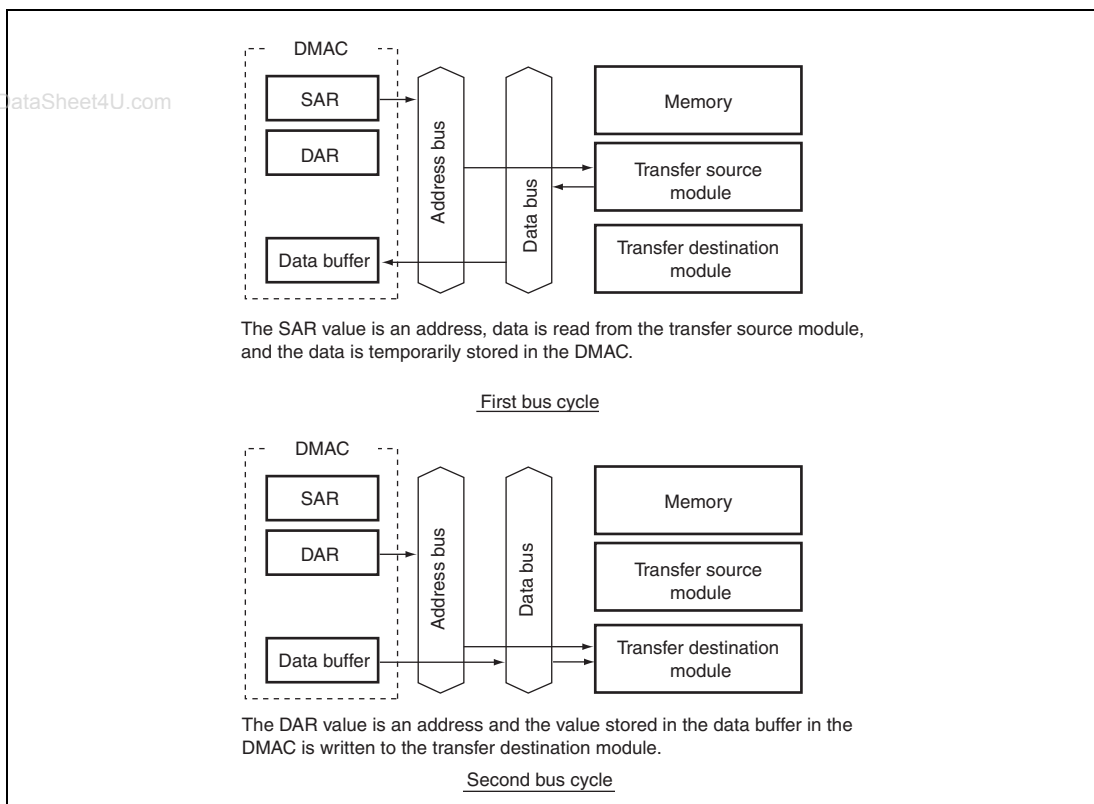 DataSheet4U.com
DMAC
SAR
DAR
Data buffer
Address bus
Data bus
Memory
Transfer source
module
Transfer destination
module
The SAR value is an address, data is read from the transfer source module,
and the data is temporarily stored in the DMAC.
First bus cycle
DMAC
SAR
DAR
Data buffer
Address bus
Data bus
Memory
Transfer source
module
Transfer destination
module
The DAR value is an address and the value stored in the data buffer in the
DMAC is written to the transfer destination module.
Second bus cycle